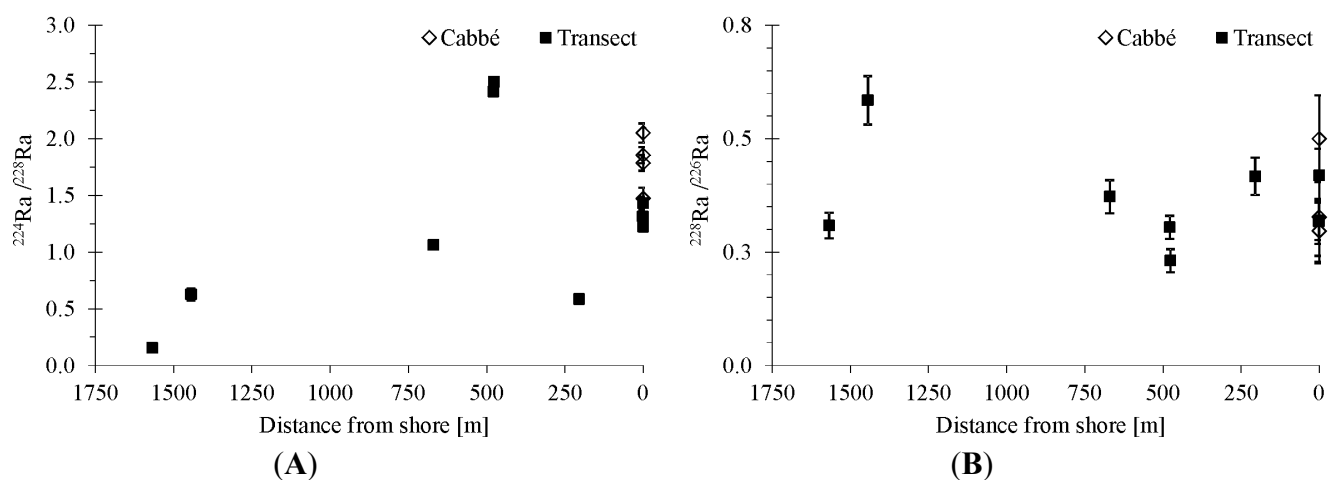 3.0
2.5
2.0
1.5
1.0
0.5
0.0
²²⁴Ra /²²⁸Ra
Cabbé Transect
1750 1500 1250 1000 750 500 250 0
Distance from shore [m]
(A)
0.8
0.5
0.3
0.0
²²⁸Ra /²²⁶Ra
Cabbé Transect
1750 1500 1250 1000 750 500 250 0
Distance from shore [m]
(B)